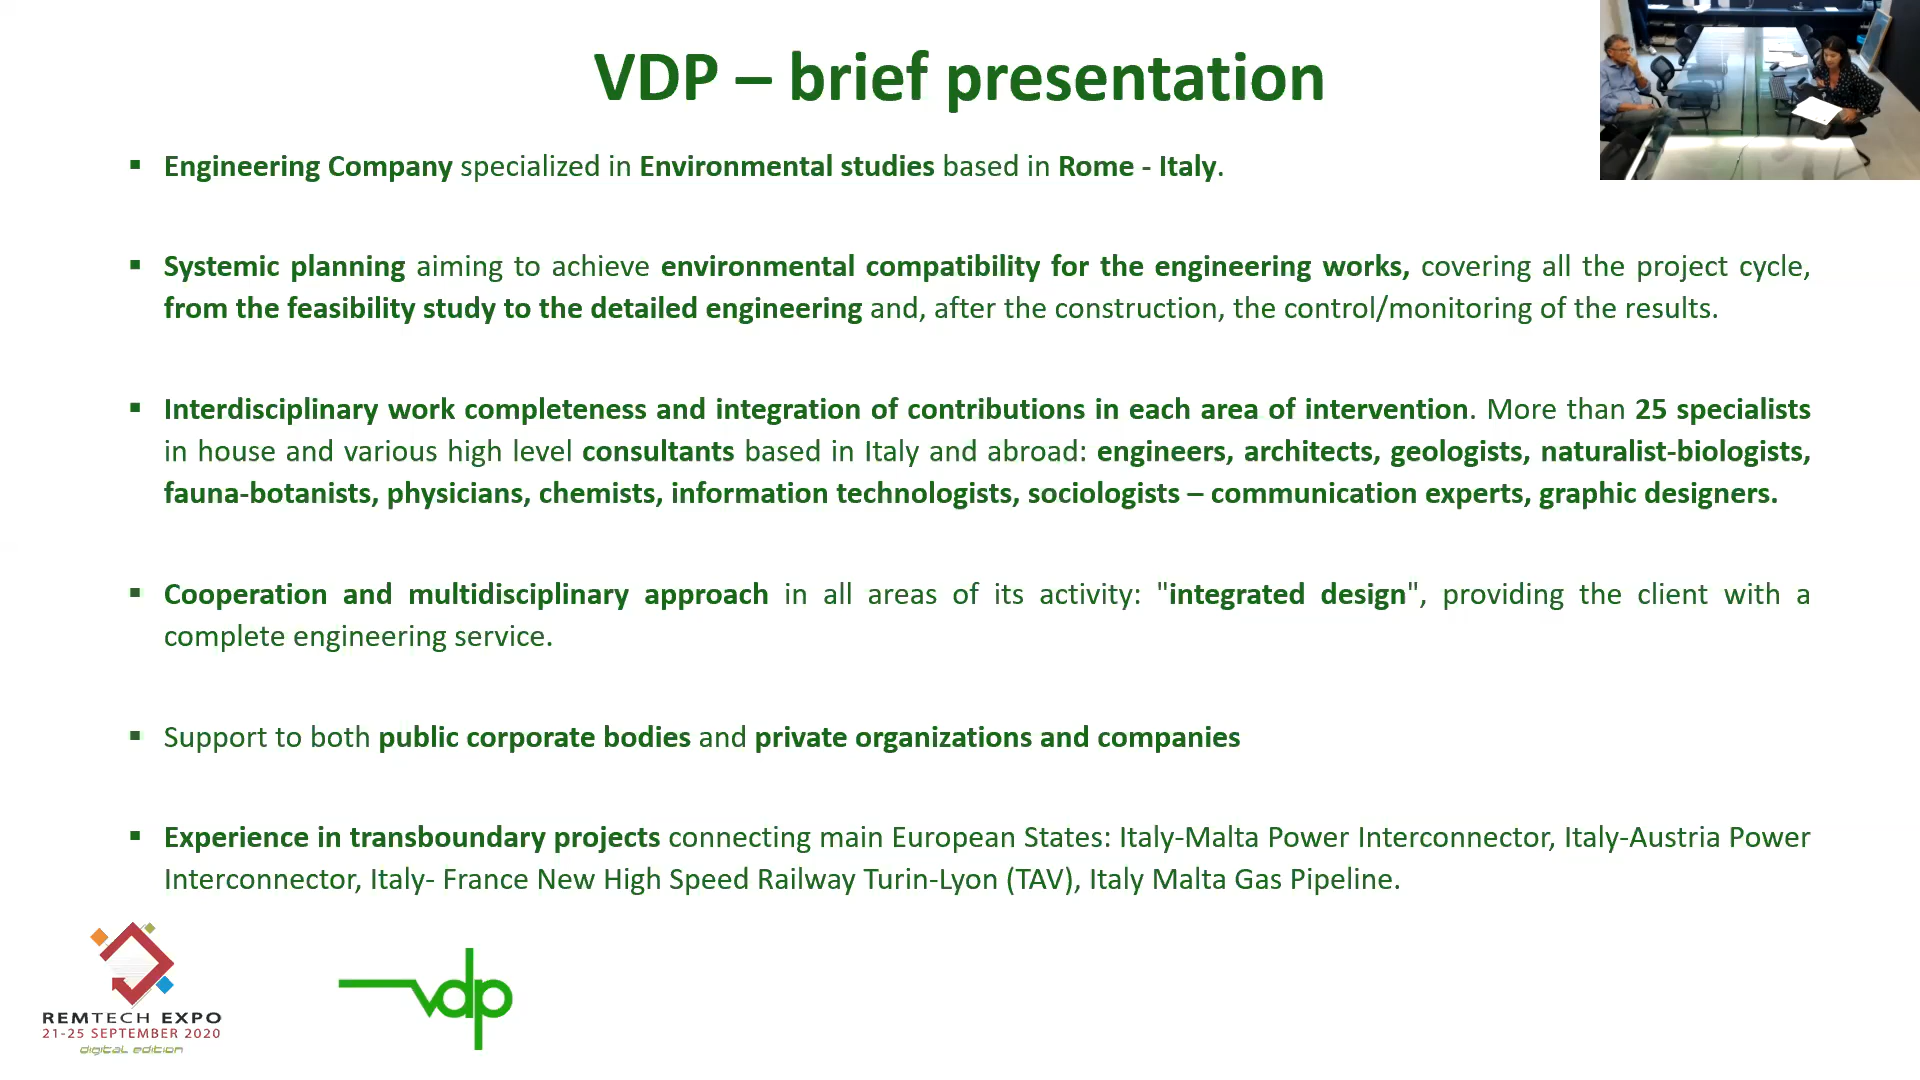 VDP – brief presentation
▪ Engineering Company specialized in Environmental studies based in Rome - Italy.
▪ Systemic planning aiming to achieve environmental compatibility for the engineering works, covering all the project cycle,
from the feasibility study to the detailed engineering and, after the construction, the control/monitoring of the results.
▪ Interdisciplinary work completeness and integration of contributions in each area of intervention. More than 25 specialists
in house and various high level consultants based in Italy and abroad: engineers, architects, geologists, naturalist-biologists,
fauna-botanists, physicians, chemists, information technologists, sociologists – communication experts, graphic designers.
▪ Cooperation and multidisciplinary approach in all areas of its activity: "integrated design", providing the client with a
complete engineering service.
▪ Support to both public corporate bodies and private organizations and companies
▪ Experience in transboundary projects connecting main European States: Italy-Malta Power Interconnector, Italy-Austria Power
Interconnector, Italy- France New High Speed Railway Turin-Lyon (TAV), Italy Malta Gas Pipeline.
REMTECH EXPO
21-25 SEPTEMBER 2020
digital edition
vdp